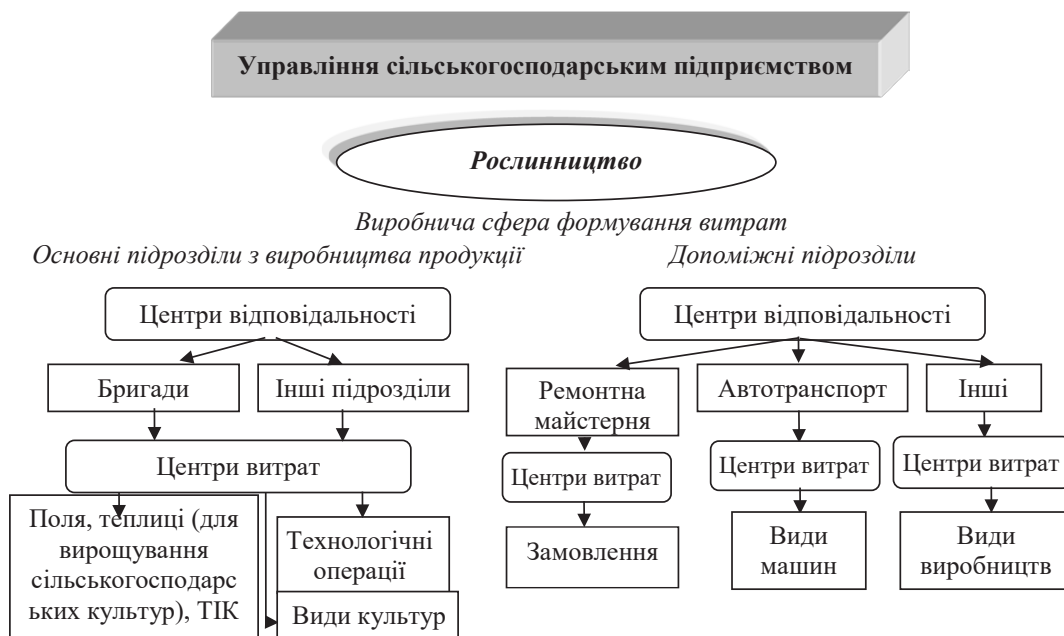 Управління сільськогосподарським підприємством
Рослинництво
Виробнича сфера формування витрат
Основні підрозділи з виробництва продукції
Допоміжні підрозділи
Центри відповідальності
Центри відповідальності
Бригади
Інші підрозділи
Ремонтна
майстерня
Автотранспорт
Інші
Центри витрат
Центри витрат
Центри витрат
Центри витрат
Поля, теплиці (для
вирощування
сільськогосподарс
ьких культур), ТІК
Технологічні
операції
Види культур
Замовлення
Види
машин
Види
виробництв